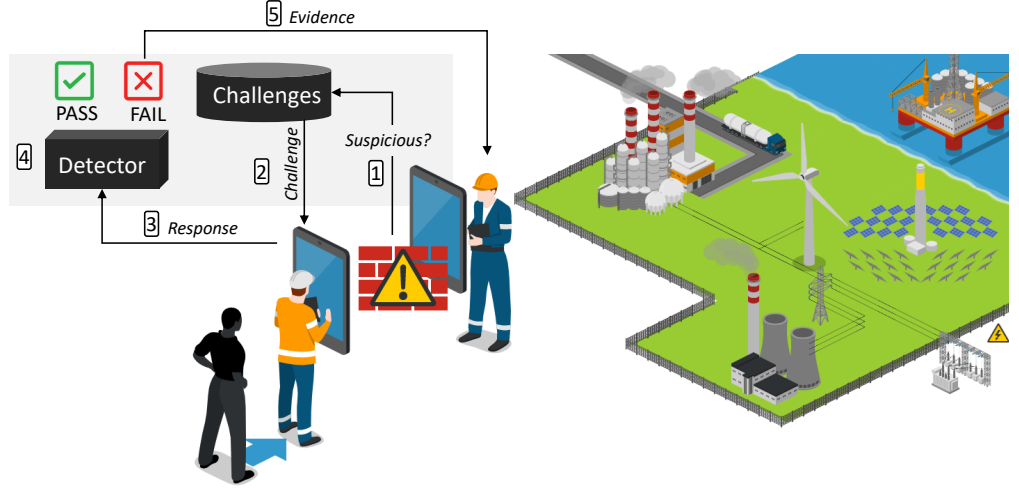 5 Evidence
PASS
FAIL
Challenges
Suspicious?
1
2
Challenge
4
Detector
3 Response
H